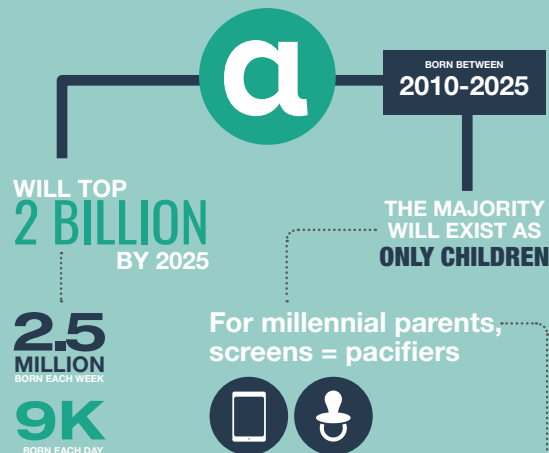 a
BORN BETWEEN
2010-2025
WILL TOP
2 BILLION
BY 2025
THE MAJORITY
WILL EXIST AS
ONLY CHILDREN
2.5
MILLION
BORN EACH WEEK
9K
BORN EACH DAY
For millennial parents,
screens = pacifiers